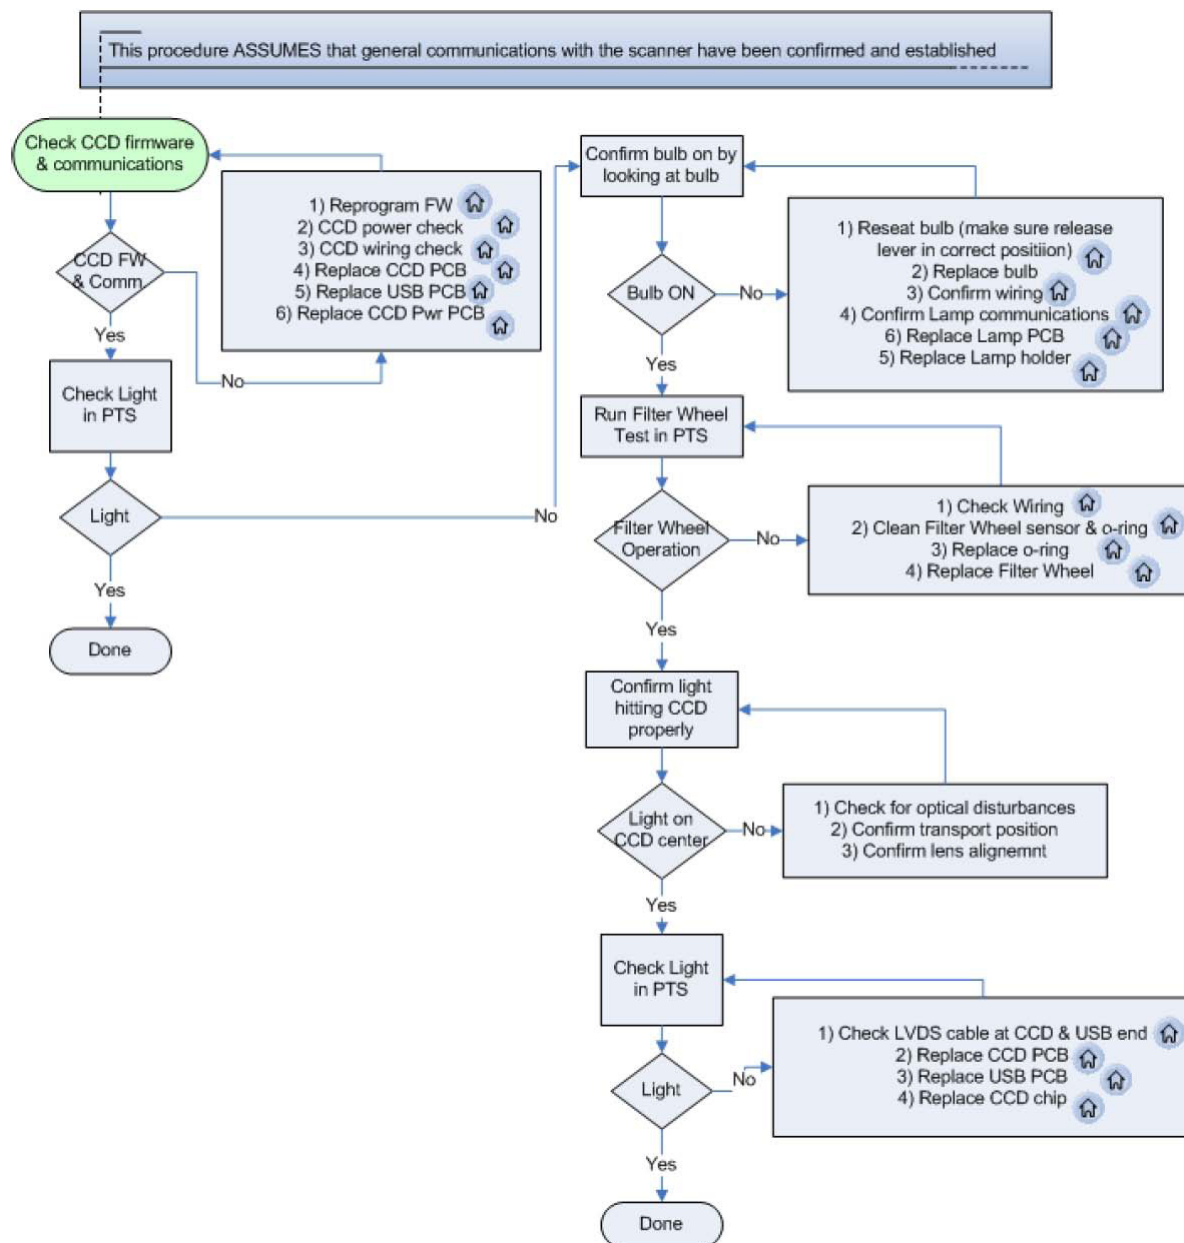 This procedure ASSUMES that general communications with the scanner have been confirmed and established
Check CCD firmware
& communications
1) Reprogram FW
2) CCD power check
3) CCD wiring check
4) Replace CCD PCB
5) Replace USB PCB
6) Replace CCD Pwr PCB
CCD FW
& Comm
Yes
No
Check Light
in PTS
Light
No
Yes
Done
Confirm bulb on by
looking at bulb
1) Reseat bulb (make sure release
lever in correct positiion)
2) Replace bulb
3) Confirm wiring
4) Confirm Lamp communications
6) Replace Lamp PCB
5) Replace Lamp holder
Bulb ON
No
Yes
Run Filter Wheel
Test in PTS
1) Check Wiring
2) Clean Filter Wheel sensor & o-ring
3) Replace o-ring
4) Replace Filter Wheel
Filter Wheel
Operation
No
Yes
Confirm light
hitting CCD
properly
Light on
CCD center
No
1) Check for optical disturbances
2) Confirm transport position
3) Confirm lens alignemnt
Yes
Check Light
in PTS
1) Check LVDS cable at CCD & USB end
2) Replace CCD PCB
3) Replace USB PCB
4) Replace CCD chip
Light
No
Yes
Done